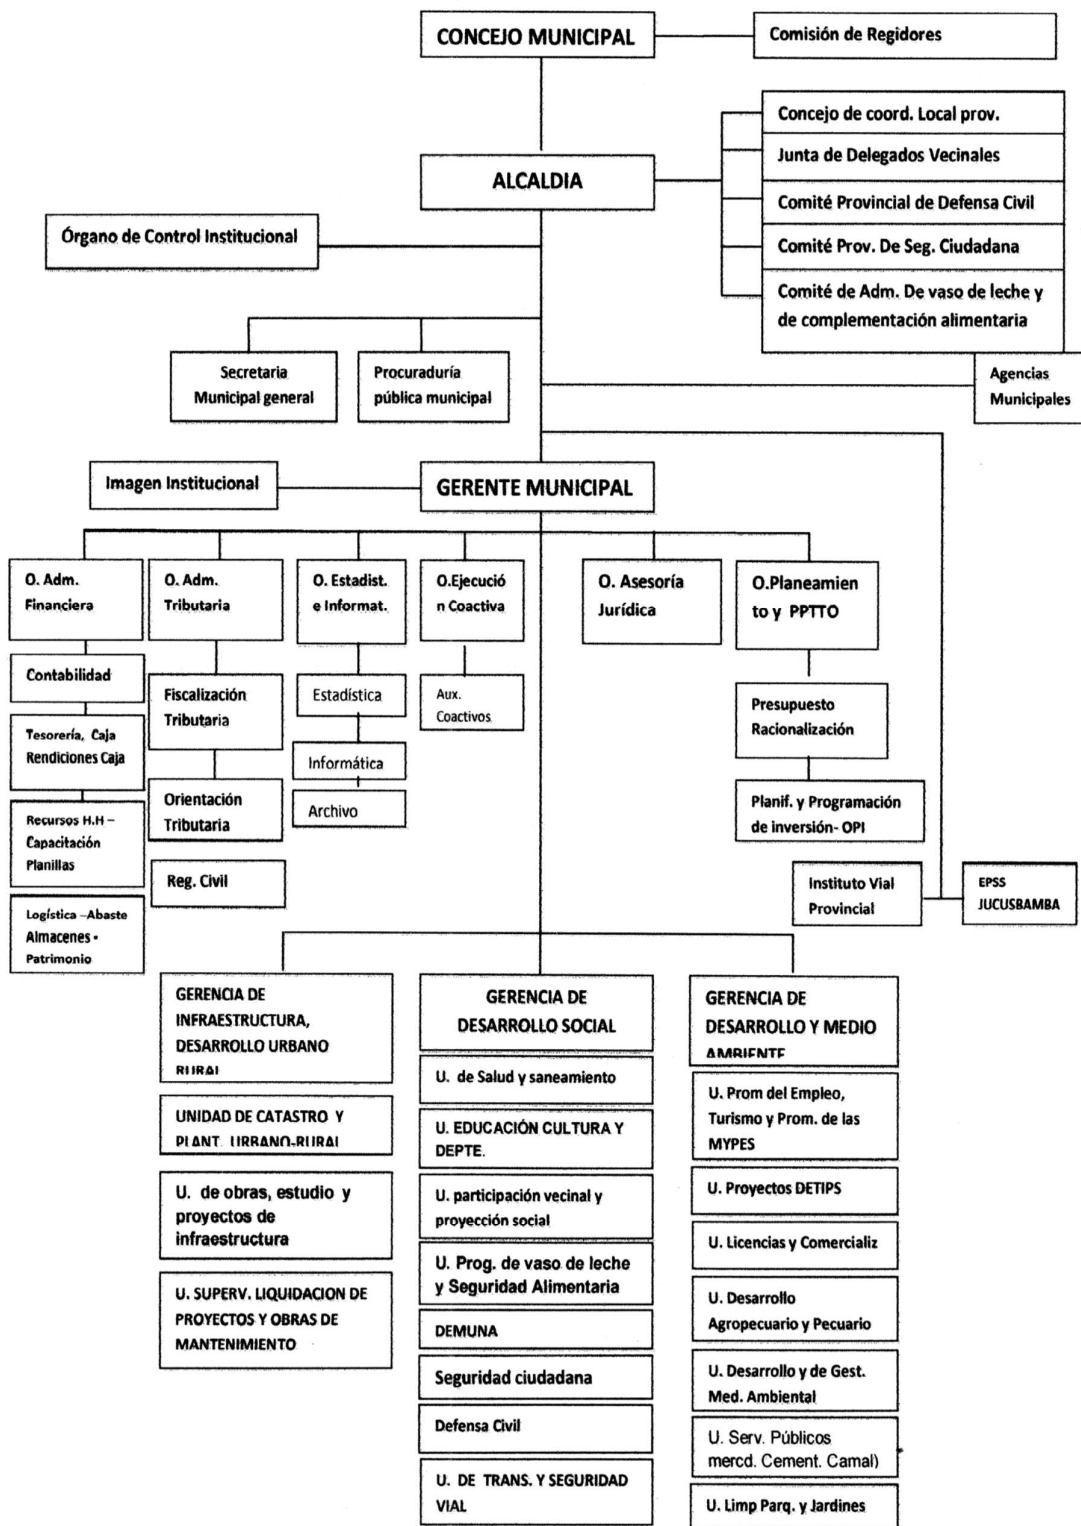 CONCEJO MUNICIPAL
Comisión de Regidores
Concejo de coord. Local prov.
Junta de Delegados Vecinales
ALCALDIA
Comité Provincial de Defensa Civil
Órgano de Control Institucional
Comité Prov. De Seg. Ciudadana
Comité de Adm. De vaso de leche y
de complementación alimentaria
Secretaria
Municipal general
Procuraduría
pública municipal
Agencias
Municipales
Imagen Institucional
GERENTE MUNICIPAL
O. Adm.
Financiera
O. Adm.
Tributaria
O. Estadist.
e Informat.
O.Ejecució
n Coactiva
O. Asesoría
Jurídica
O.Planeamien
to y PPTTO
Contabilidad
Tesorería, Caja
Rendiciones Caja
Recursos H.H –
Capacitación
Planillas
Logística –Abaste
Almacenes -
Patrimonio
Fiscalización
Tributaria
Orientación
Tributaria
Reg. Civil
Estadística
Informática
Archivo
Aux.
Coactivos
Presupuesto
Racionalización
Planif. y Programación
de inversión- OPI
Instituto Vial
Provincial
EPSS
JUCUSBAMBA
GERENCIA DE
INFRAESTRUCTURA,
DESARROLLO URBANO
RURAL
UNIDAD DE CATASTRO Y
PLANT. URBANO-RURAL
U. de obras, estudio y
proyectos de
infraestructura
U. SUPERV. LIQUIDACION DE
PROYECTOS Y OBRAS DE
MANTENIMIENTO
GERENCIA DE
DESARROLLO SOCIAL
U. de Salud y saneamiento
U. EDUCACIÓN CULTURA Y
DEPTE.
U. participación vecinal y
proyección social
U. Prog. de vaso de leche
y Seguridad Alimentaria
DEMUNA
Seguridad ciudadana
Defensa Civil
U. DE TRANS. Y SEGURIDAD
VIAL
GERENCIA DE
DESARROLLO Y MEDIO
AMBIENTE
U. Prom del Empleo,
Turismo y Prom. de las
MYPES
U. Proyectos DETIPS
U. Licencias y Comercializ
U. Desarrollo
Agropecuario y Pecuario
U. Desarrollo y de Gest.
Med. Ambiental
U. Serv. Públicos
mercd. Cement. Camal)
U. Limp Parq. y Jardines